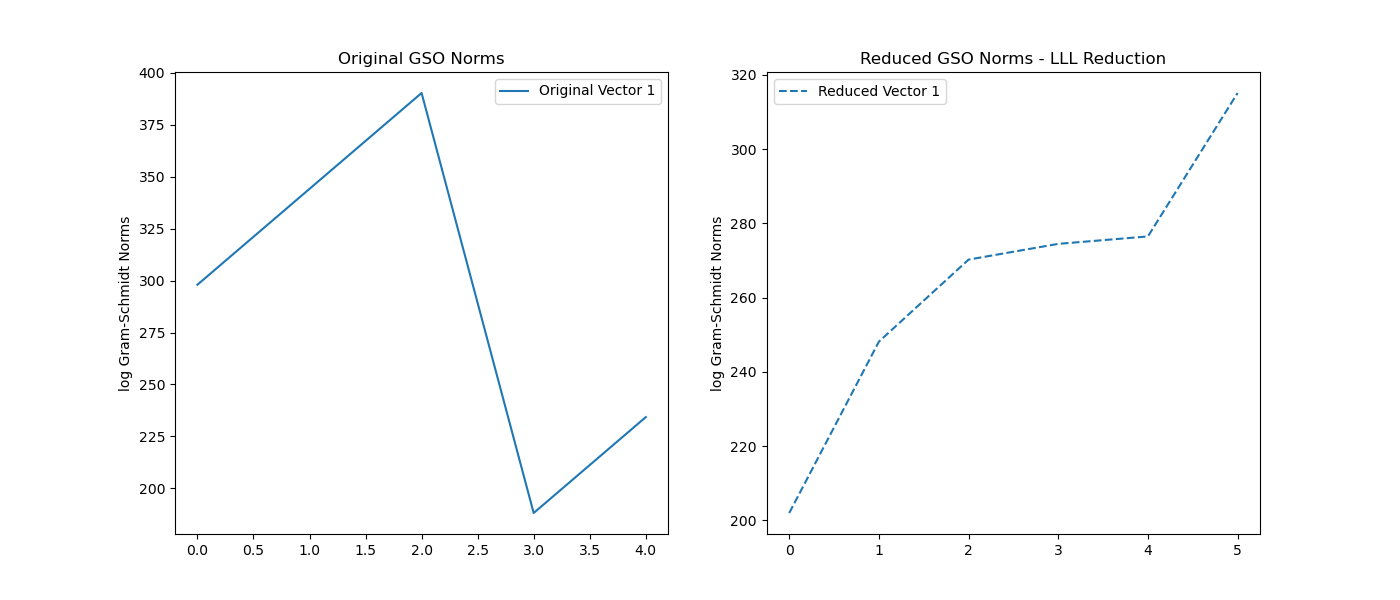 Original GSO Norms
Original Vector 1
log Gram-Schmidt Norms
400
375
350
325
300
275
250
225
200
0.0 0.5 1.0 1.5 2.0 2.5 3.0 3.5 4.0
Reduced GSO Norms - LLL Reduction
Reduced Vector 1
log Gram-Schmidt Norms
320
300
280
260
240
220
200
0 1 2 3 4 5